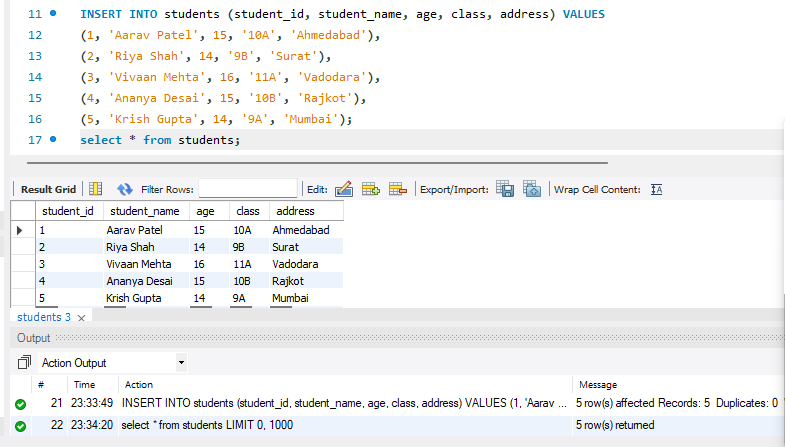 11 INSERT INTO students (student_id, student_name, age, class, address) VALUES
12 (1, 'Aarav Patel', 15, '10A', 'Ahmedabad'),
13 (2, 'Riya Shah', 14, '9B', 'Surat'),
14 (3, 'Vivaan Mehta', 16, '11A', 'Vadodara'),
15 (4, 'Ananya Desai', 15, '10B', 'Rajkot'),
16 (5, 'Krish Gupta', 14, '9A', 'Mumbai');
17 select * from students;
Result Grid Filter Rows: Edit: Export/Import: Wrap Cell Content: IA
student_id student_name age class address
1 Aarav Patel 15 10A Ahmedabad
2 Riya Shah 14 9B Surat
3 Vivaan Mehta 16 11A Vadodara
4 Ananya Desai 15 10B Rajkot
5 Krish Gupta 14 9A Mumbai
students 3
Output
Action Output
# Time Action Message
21 23:33:49 INSERT INTO students (student_id, student_name, age, class, address) VALUES (1, 'Aarav ... 5 row(s) affected Records: 5 Duplicates: 0
22 23:34:20 select * from students LIMIT 0, 1000 5 row(s) returned